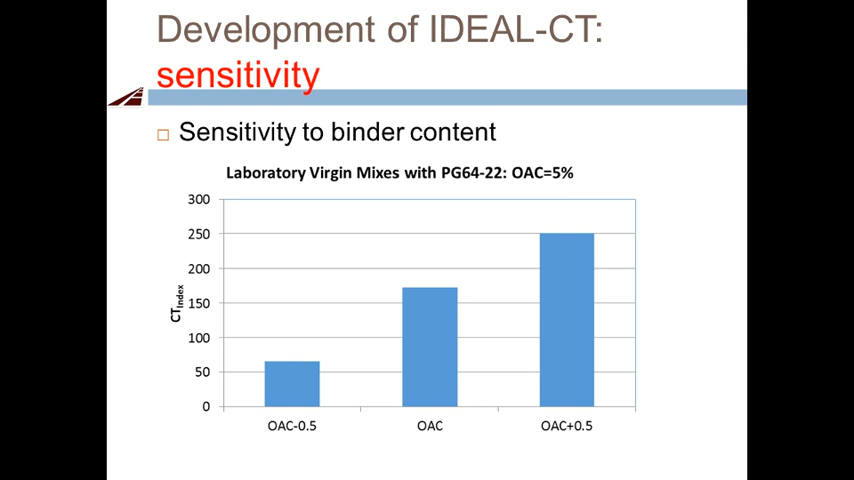 Development of IDEAL-CT:
sensitivity
Sensitivity to binder content
Laboratory Virgin Mixes with PG64-22: OAC=5%
300
250
200
150
100
50
0
CTIndex
OAC-0.5 OAC OAC+0.5